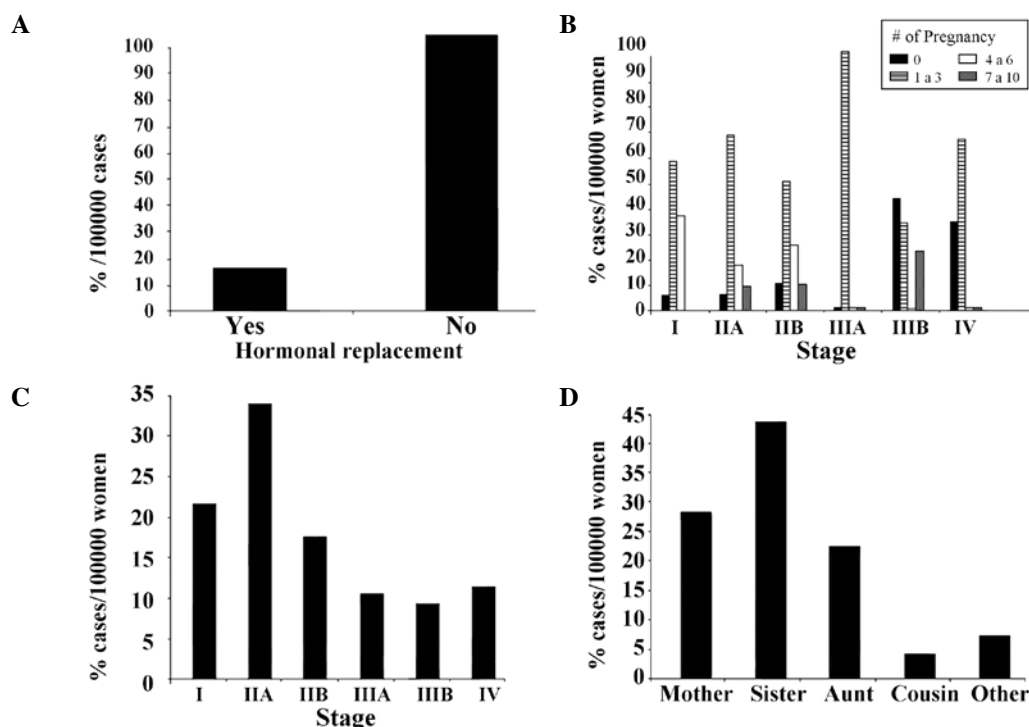 A
% /100000 cases
100
90
80
70
60
50
40
30
20
10
0
Yes No
Hormonal replacement
B
% cases/100000 women
100
90
80
70
60
50
40
30
20
10
0
# of Pregnancy
0 4 a 6
1 a 3 7 a 10
I IIA IIB IIIA IIIB IV
Stage
C
% cases/100000 women
35
30
25
20
15
10
5
0
I IIA IIB IIIA IIIB IV
Stage
D
% cases/100000 women
45
40
35
30
25
20
15
10
5
0
Mother Sister Aunt Cousin Other